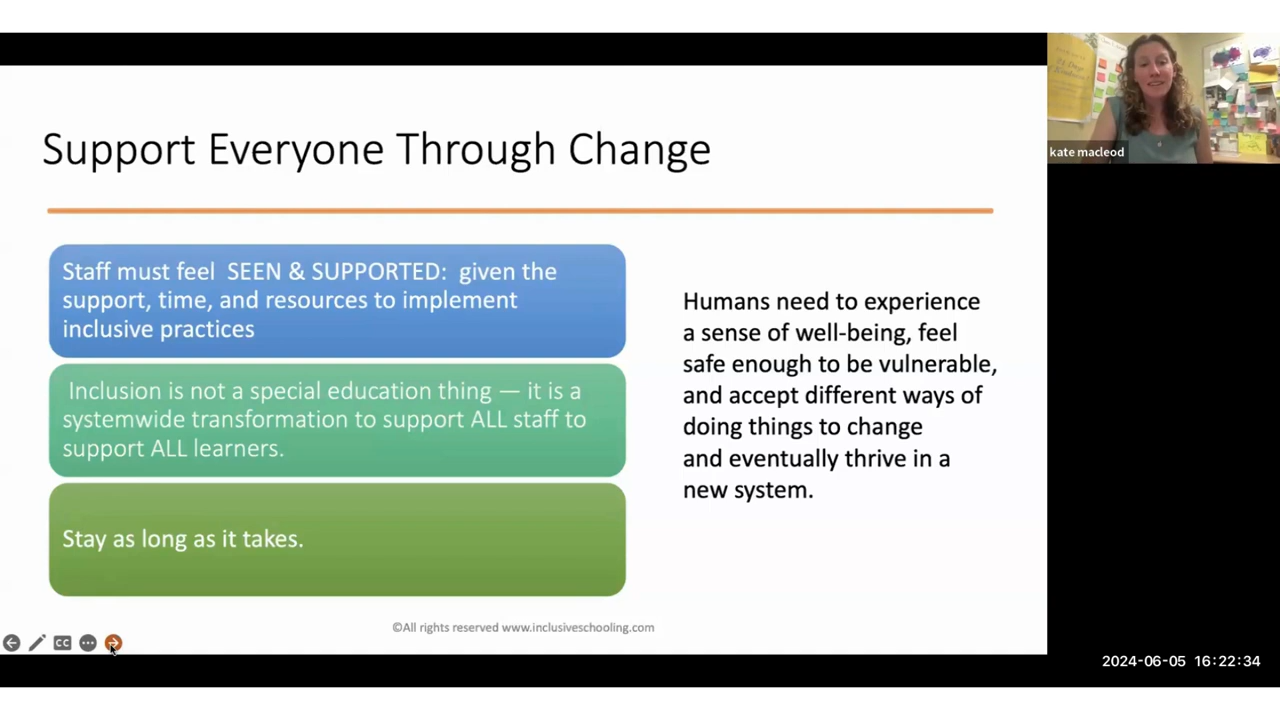 Support Everyone Through Change
Staff must feel  SEEN & SUPPORTED:  given the
support, time, and resources to implement
inclusive practices
Inclusion is not a special education thing — it is a
systemwide transformation to support ALL staff to
support ALL learners.
Stay as long as it takes.
Humans need to experience
a sense of well-being, feel
safe enough to be vulnerable,
and accept different ways of
doing things to change
and eventually thrive in a
new system.
©All rights reserved www.inclusiveschooling.com
CC
kate macleod
2024-06-05 16:22:34